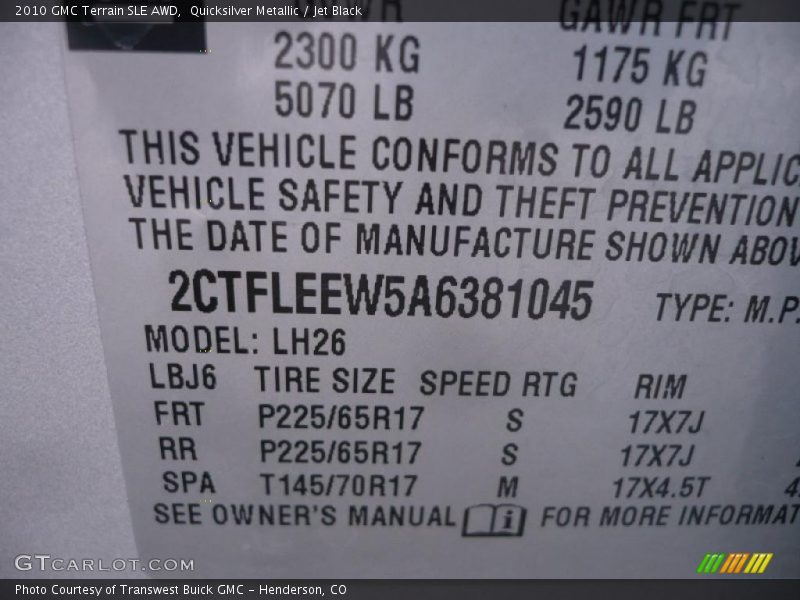 2010 GMC Terrain SLE AWD, Quicksilver Metallic / Jet Black
GAWR FRT
2300 KG 1175 KG
5070 LB 2590 LB
THIS VEHICLE CONFORMS TO ALL APPLIC
VEHICLE SAFETY AND THEFT PREVENTION
THE DATE OF MANUFACTURE SHOWN ABOV
2CTFLEEW5A6381045 TYPE: M.P.
MODEL: LH26
LBJ6 TIRE SIZE SPEED RTG RIM
FRT P225/65R17 S 17X7J
RR P225/65R17 S 17X7J
SPA T145/70R17 M 17X4.5T 4
SEE OWNER'S MANUAL i FOR MORE INFORMAT
GTCARLOT.COM
Photo Courtesy of Transwest Buick GMC - Henderson, CO